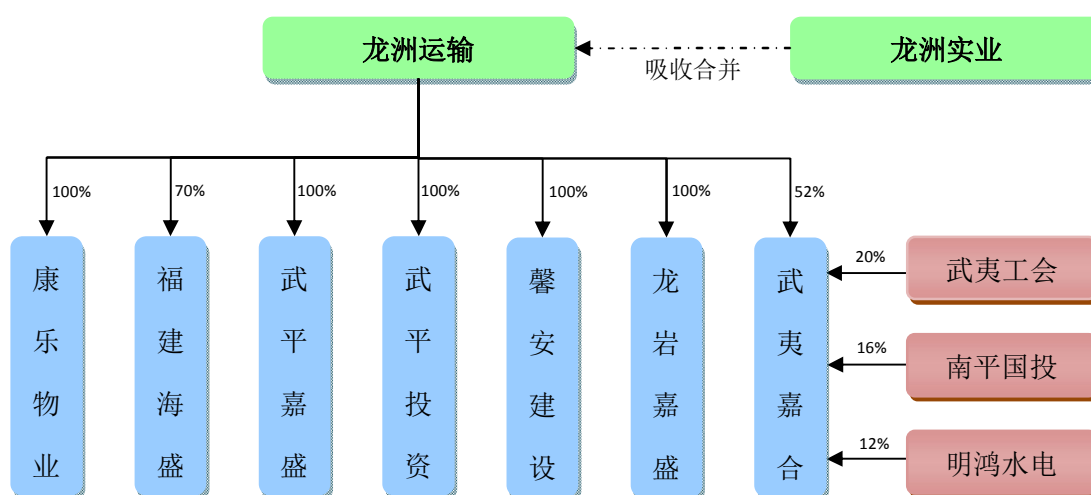 龙洲运输
龙洲实业
吸收合并
100%
70%
100%
100%
100%
100%
52%
康乐物业
福建海盛
武平嘉盛
武平投资
馨安建设
龙岩嘉盛
武夷嘉合
20%
武夷工会
16%
南平国投
12%
明鸿水电